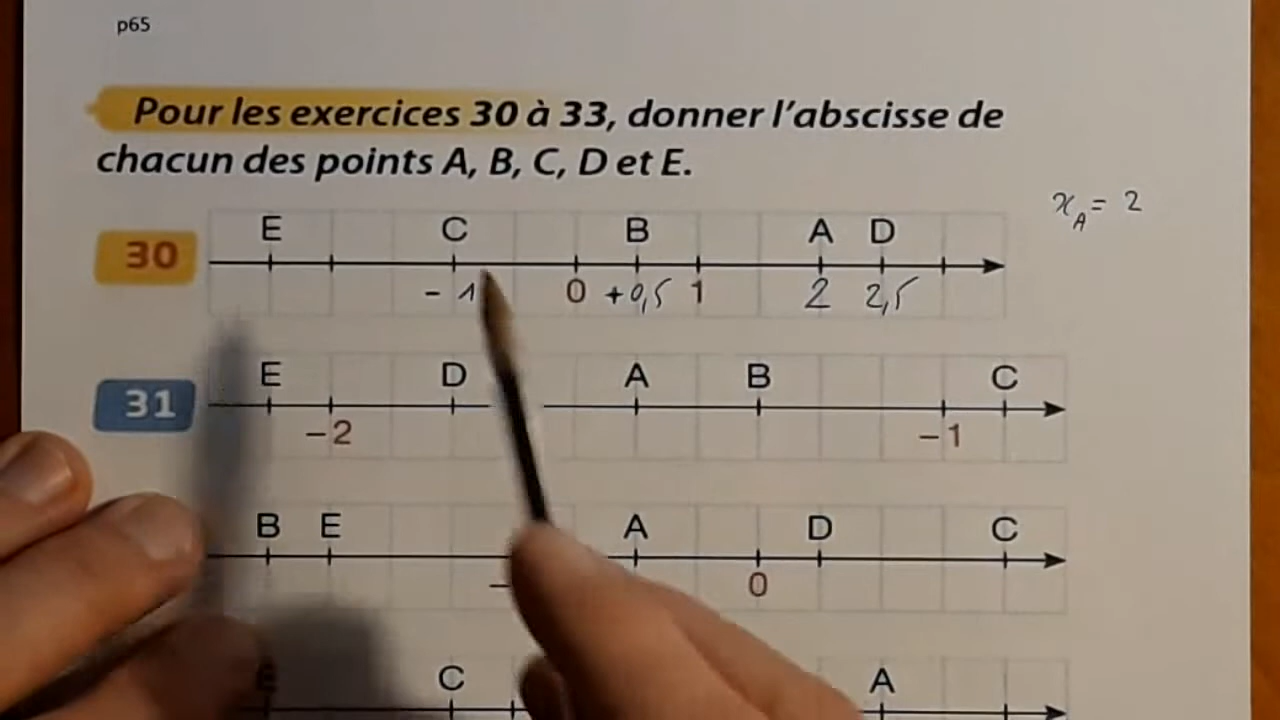 p65
Pour les exercices 30 à 33, donner l'abscisse de
chacun des points A, B, C, D et E.
x_A = 2
E C B A D
30
- 1 0 +0,5 1 2 2,5
E D A B C
31
-2 -1
B E A D C
- 0
E C A